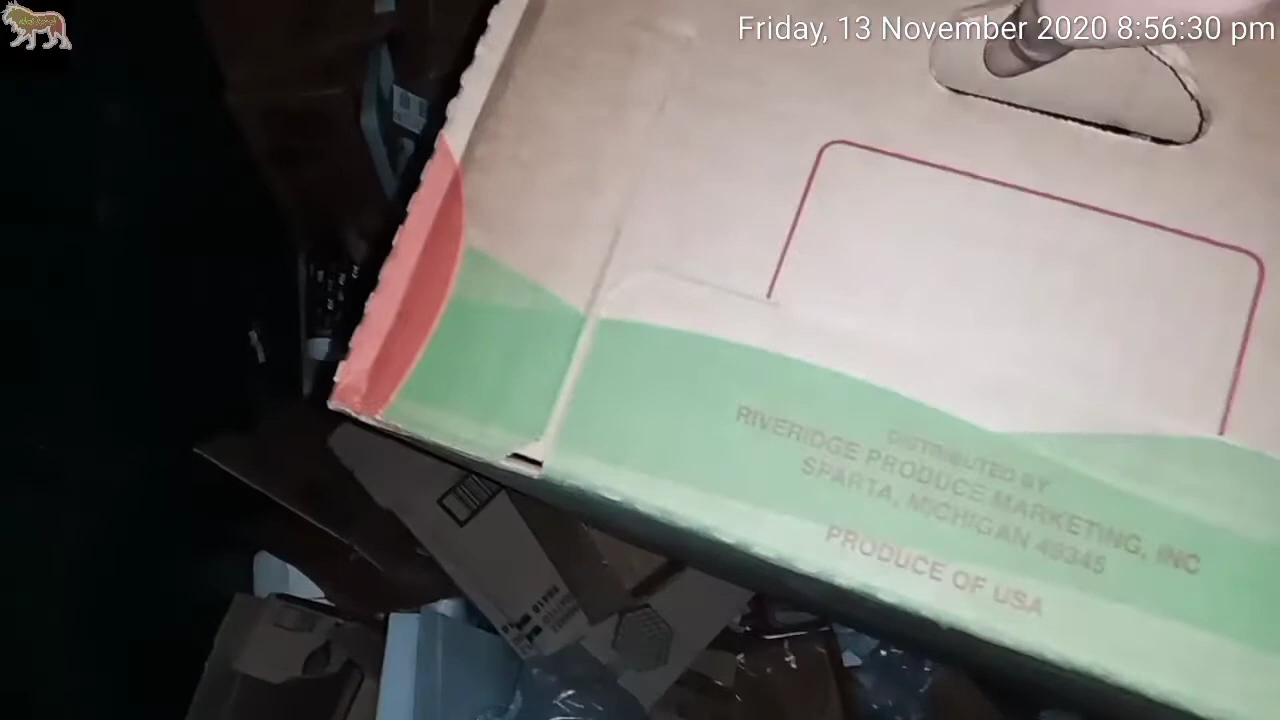 Friday, 13 November 2020 8:56:30 pm
DISTRIBUTED BY
RIVERIDGE PRODUCE MARKETING, INC
SPARTA, MICHIGAN 49345
PRODUCE OF USA